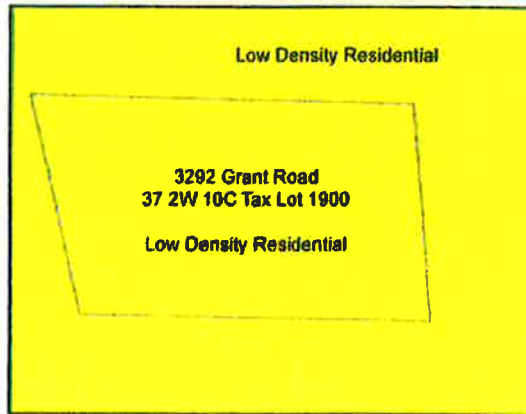 Low Density Residential
3292 Grant Road
37 2W 10C Tax Lot 1900
Low Density Residential